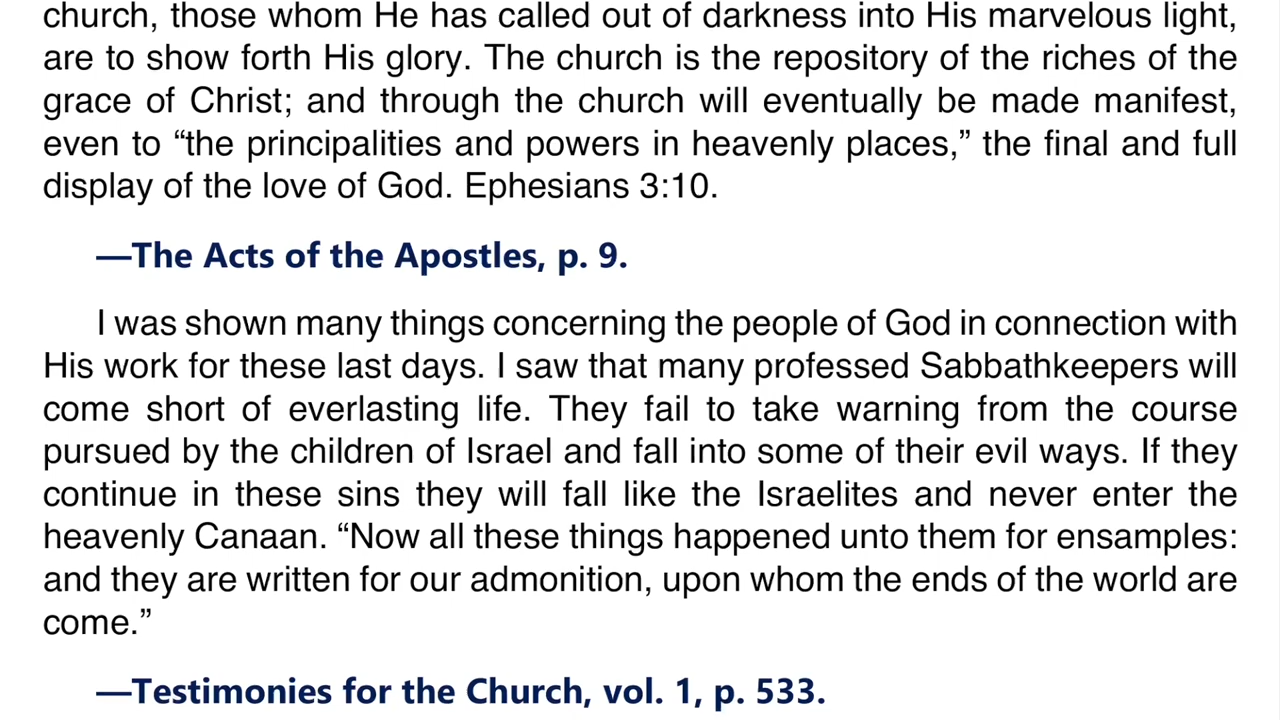 church, those whom He has called out of darkness into His marvelous light,
are to show forth His glory. The church is the repository of the riches of the
grace of Christ; and through the church will eventually be made manifest,
even to “the principalities and powers in heavenly places,” the final and full
display of the love of God. Ephesians 3:10.
—The Acts of the Apostles, p. 9.
I was shown many things concerning the people of God in connection with
His work for these last days. I saw that many professed Sabbathkeepers will
come short of everlasting life. They fail to take warning from the course
pursued by the children of Israel and fall into some of their evil ways. If they
continue in these sins they will fall like the Israelites and never enter the
heavenly Canaan. “Now all these things happened unto them for ensamples:
and they are written for our admonition, upon whom the ends of the world are
come.”
—Testimonies for the Church, vol. 1, p. 533.